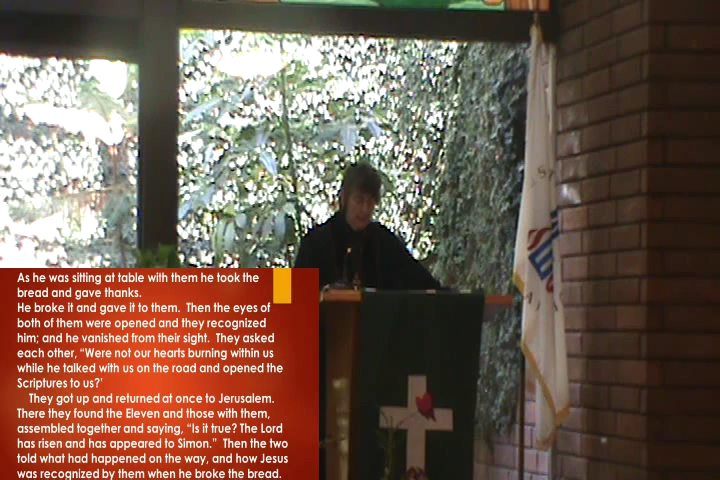 As he was sitting at table with them he took the
bread and gave thanks.
He broke it and gave it to them.  Then the eyes of
both of them were opened and they recognized
him; and he vanished from their sight.  They asked
each other, “Were not our hearts burning within us
while he talked with us on the road and opened the
Scriptures to us?’
They got up and returned at once to Jerusalem.
There they found the Eleven and those with them,
assembled together and saying, “Is it true? The Lord
has risen and has appeared to Simon.”  Then the two
told what had happened on the way, and how Jesus
was recognized by them when he broke the bread.